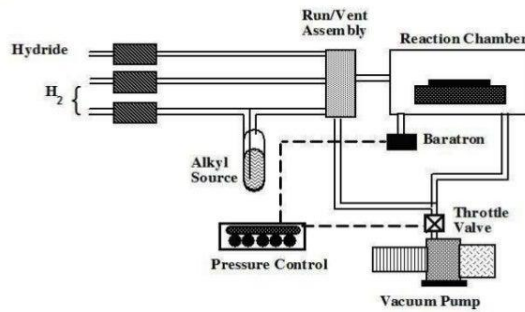 Run/Vent
Assembly
Reaction Chamber
Hydride
H2
Alkyl
Source
Baratron
Throttle
Valve
Pressure Control
Vacuum Pump